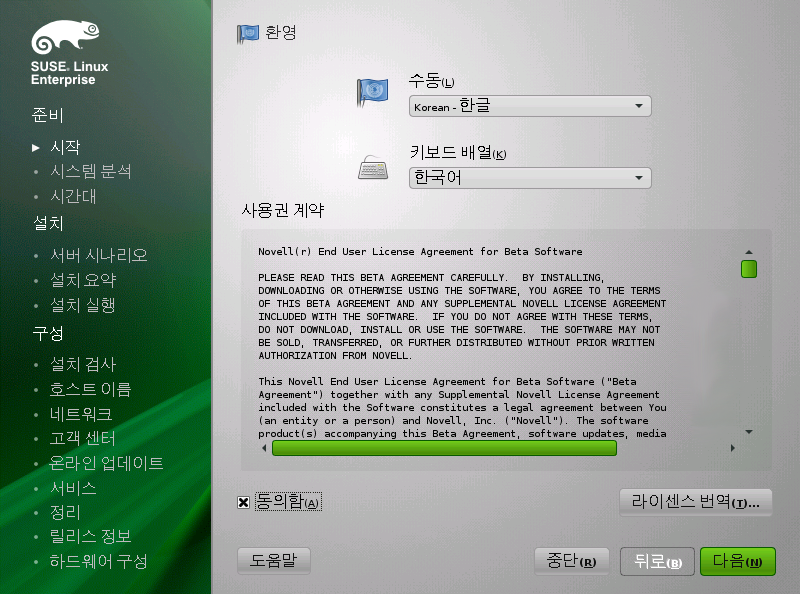 SUSE® Linux
Enterprise
준비
시작
시스템 분석
시간대
설치
서버 시나리오
설치 요약
설치 실행
구성
설치 검사
호스트 이름
네트워크
고객 센터
온라인 업데이트
서비스
정리
릴리스 정보
하드웨어 구성
환영
수동(L)
Korean - 한글
키보드 배열(K)
한국어
사용권 계약
Novell(r) End User License Agreement for Beta Software
PLEASE READ THIS BETA AGREEMENT CAREFULLY.  BY INSTALLING,
DOWNLOADING OR OTHERWISE USING THE SOFTWARE, YOU AGREE TO THE TERMS
OF THIS BETA AGREEMENT AND ANY SUPPLEMENTAL NOVELL LICENSE AGREEMENT
INCLUDED WITH THE SOFTWARE.  IF YOU DO NOT AGREE WITH THESE TERMS,
DO NOT DOWNLOAD, INSTALL OR USE THE SOFTWARE.  THE SOFTWARE MAY NOT
BE SOLD, TRANSFERRED, OR FURTHER DISTRIBUTED WITHOUT PRIOR WRITTEN
AUTHORIZATION FROM NOVELL.
This Novell End User License Agreement for Beta Software ("Beta
Agreement") together with any Supplemental Novell License Agreement
included with the Software constitutes a legal agreement between You
(an entity or a person) and Novell, Inc. ("Novell"). The software
product(s) accompanying this Beta Agreement, software updates, media
동의함(A)
라이센스 번역(T)...
도움말
중단(R)
뒤로(B)
다음(N)